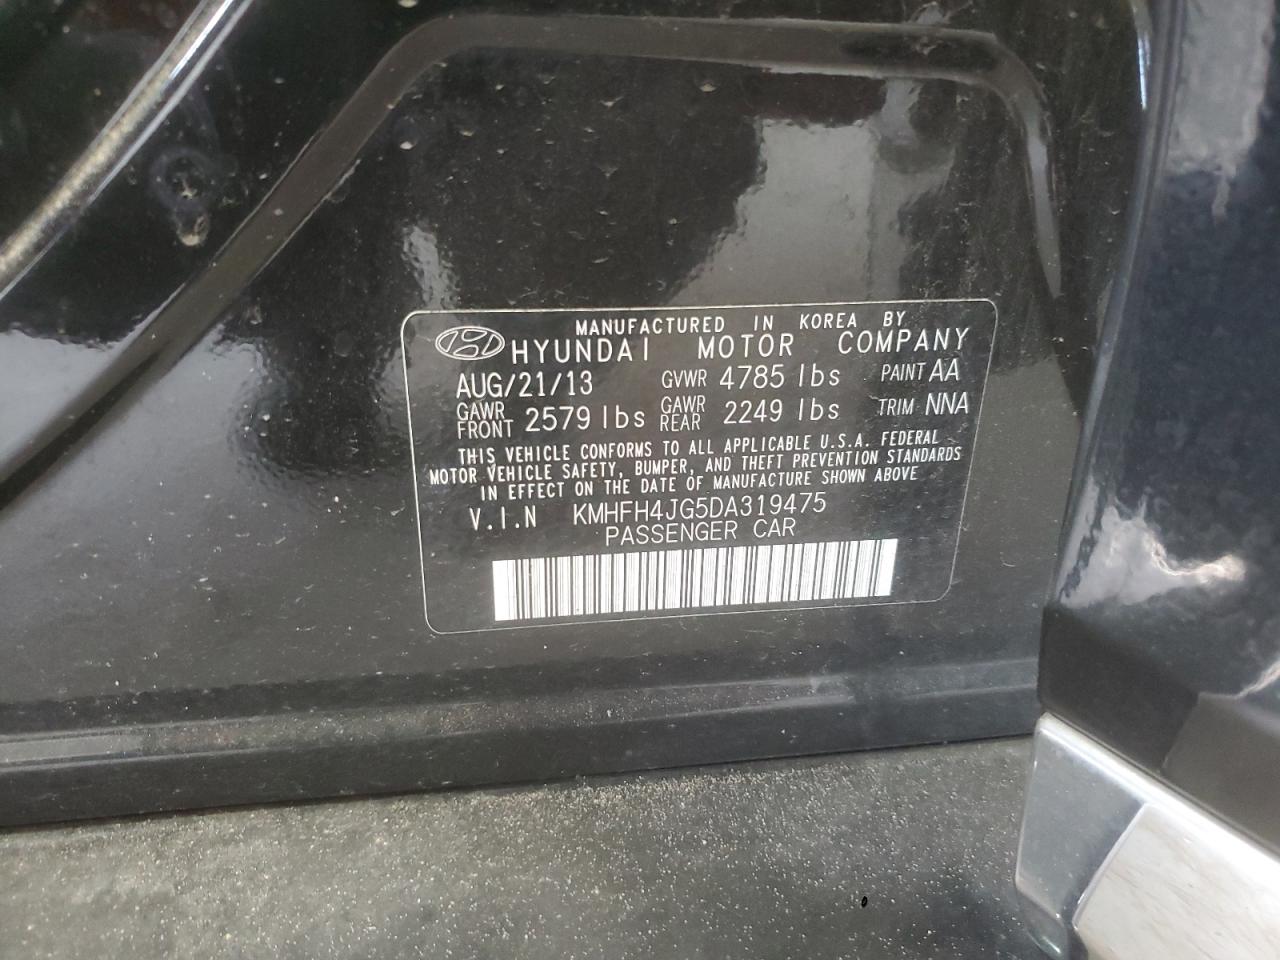 MANUFACTURED IN KOREA BY
HYUNDAI MOTOR COMPANY
AUG/21/13 GVWR 4785 lbs PAINT AA
GAWR FRONT 2579 lbs GAWR REAR 2249 lbs TRIM NNA
THIS VEHICLE CONFORMS TO ALL APPLICABLE U.S.A. FEDERAL
MOTOR VEHICLE SAFETY, BUMPER, AND THEFT PREVENTION STANDARDS
IN EFFECT ON THE DATE OF MANUFACTURE SHOWN ABOVE
V.I.N KMHFH4JG5DA319475
PASSENGER CAR